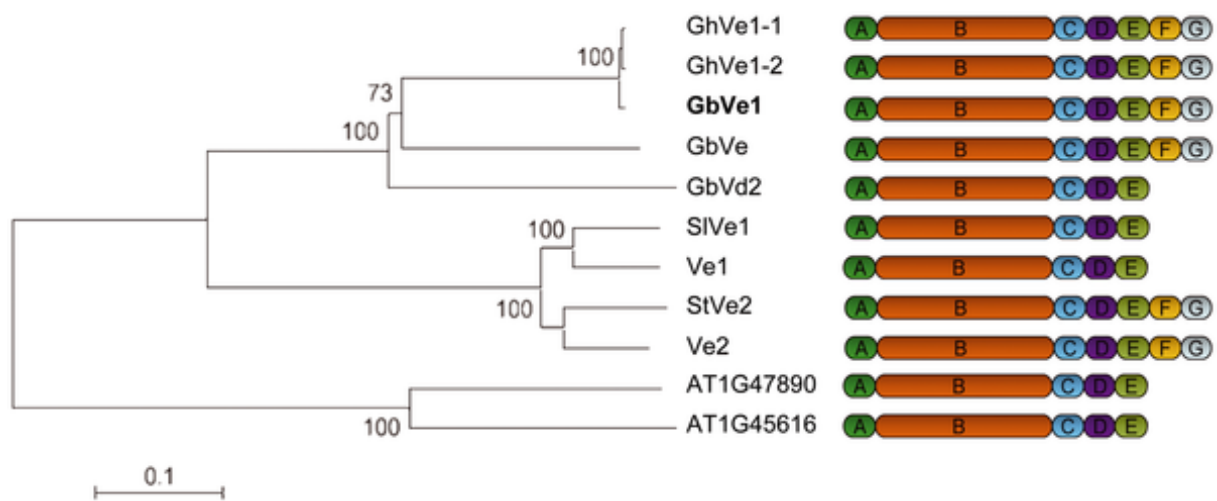 GhVe1-1 A B C D E F G
100 GhVe1-2 A B C D E F G
73 GbVe1 A B C D E F G
100 GbVe A B C D E F G
GbVd2 A B C D E
100 SlVe1 A B C D E
Ve1 A B C D E
100 StVe2 A B C D E F G
Ve2 A B C D E F G
AT1G47890 A B C D E
100 AT1G45616 A B C D E
0.1